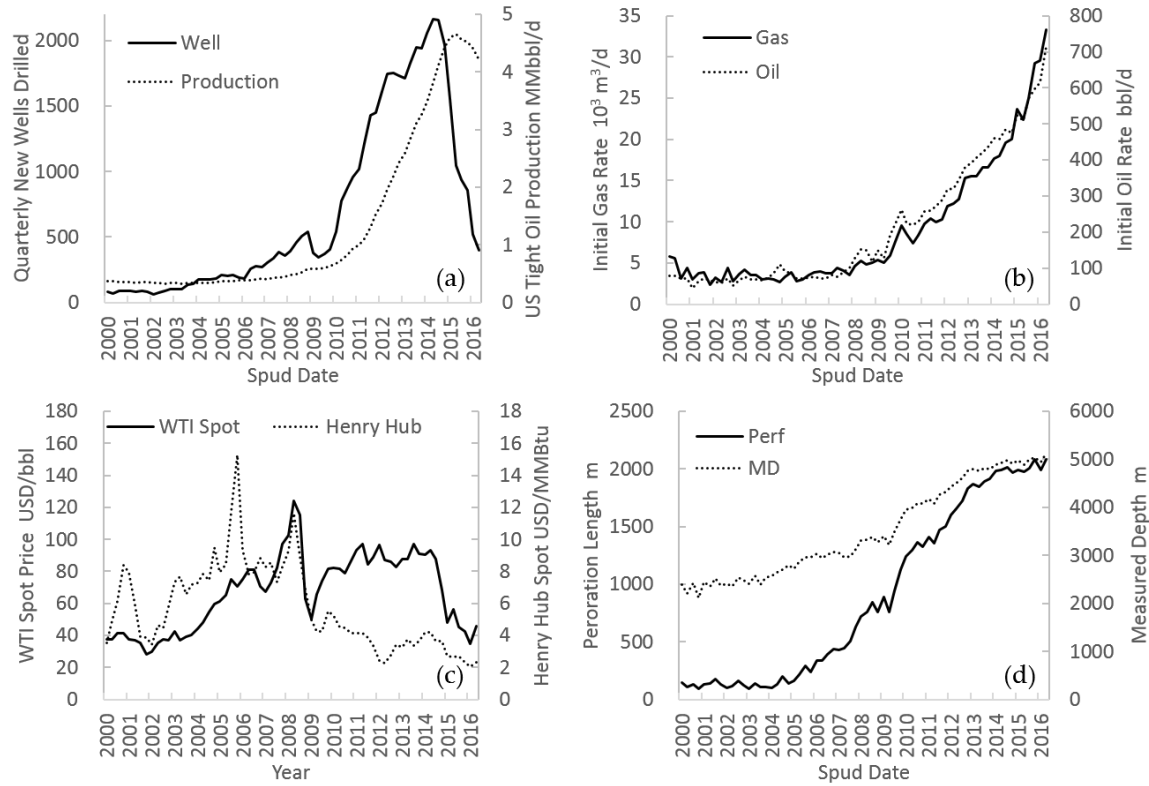 Quarterly New Wells Drilled
2000
1500
1000
500
0
Well
Production
5
4
3
2
1
0
US Tight Oil Production MMbbl/d
(a)
2000 2001 2002 2003 2004 2005 2006 2007 2008 2009 2010 2011 2012 2013 2014 2015 2016
Spud Date
Initial Gas Rate 10³ m³/d
35
30
25
20
15
10
5
0
Gas
Oil
800
700
600
500
400
300
200
100
0
Initial Oil Rate bbl/d
(b)
2000 2001 2002 2003 2004 2005 2006 2007 2008 2009 2010 2011 2012 2013 2014 2015 2016
Spud Date
WTI Spot Price USD/bbl
180
160
140
120
100
80
60
40
20
0
WTI Spot Henry Hub
18
16
14
12
10
8
6
4
2
0
Henry Hub Spot USD/MMBtu
(c)
2000 2001 2002 2003 2004 2005 2006 2007 2008 2009 2010 2011 2012 2013 2014 2015 2016
Year
Peroration Length m
2500
2000
1500
1000
500
0
Perf
MD
6000
5000
4000
3000
2000
1000
0
Measured Depth m
(d)
2000 2001 2002 2003 2004 2005 2006 2007 2008 2009 2010 2011 2012 2013 2014 2015 2016
Spud Date